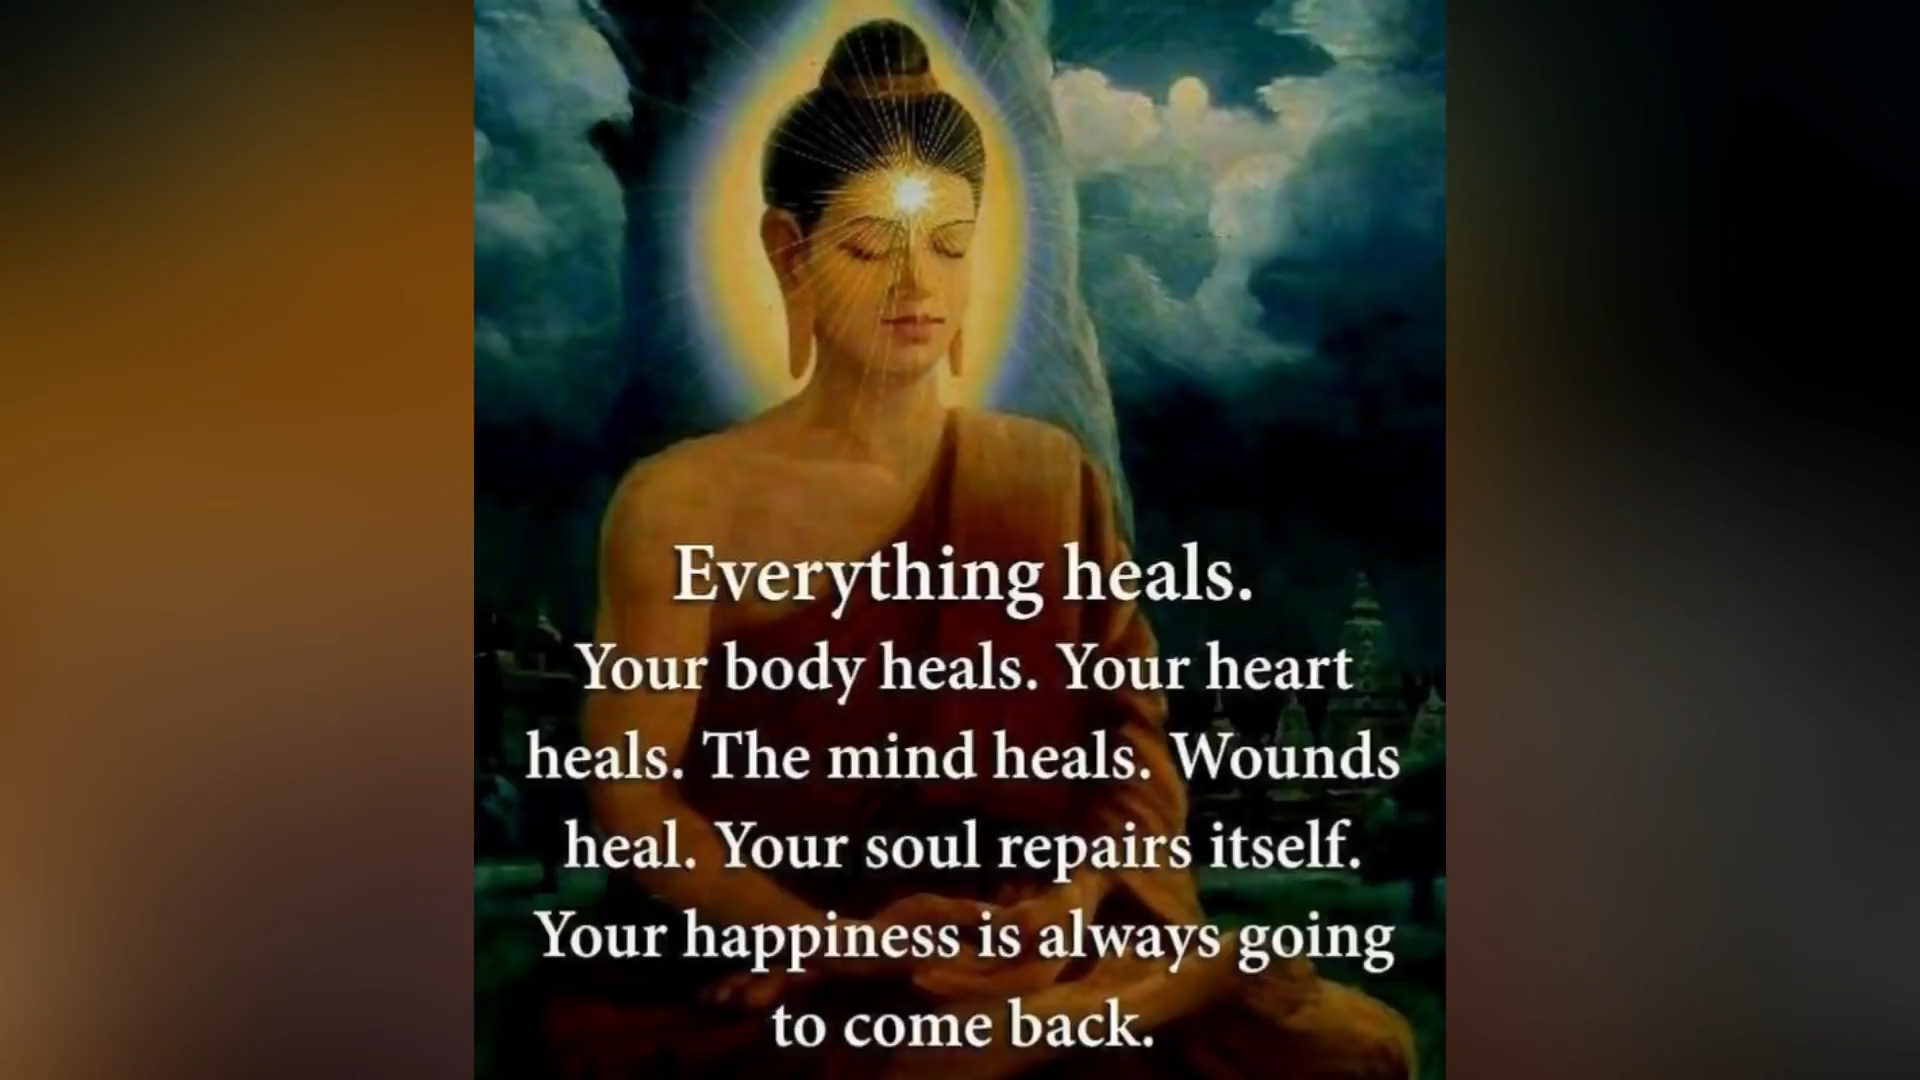 Everything heals.
Your body heals. Your heart
heals. The mind heals. Wounds
heal. Your soul repairs itself.
Your happiness is always going
to come back.